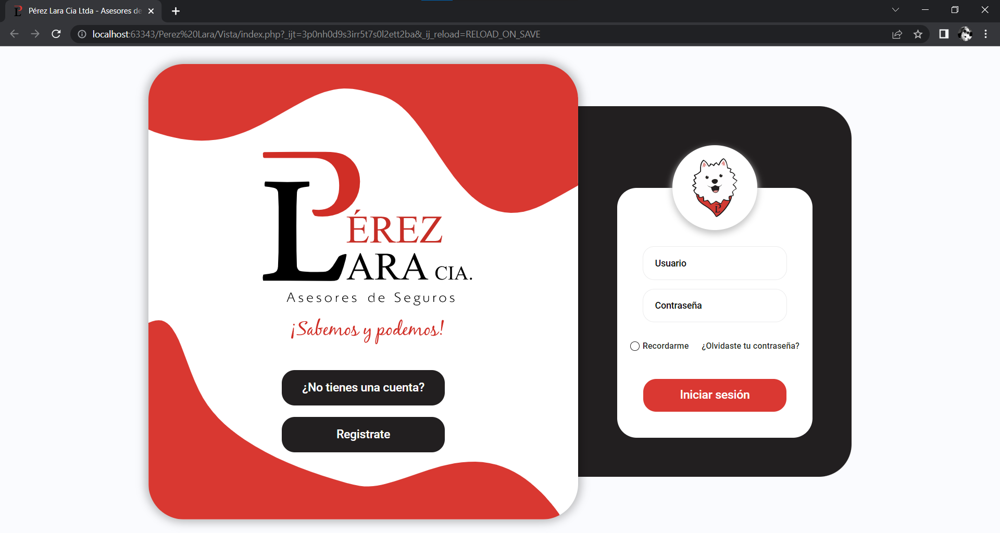 Pérez Lara Cia Ltda - Asesores de
localhost:63343/Perez%20Lara/Vista/index.php?_ijt=3p0nh0d9s3irr5t7s0l2ett2ba&_ij_reload=RELOAD_ON_SAVE
PÉREZ
LARA CIA.
Asesores de Seguros
¡Sabemos y podemos!
¿No tienes una cuenta?
Registrate
Usuario
Contraseña
Recordarme ¿Olvidaste tu contraseña?
Iniciar sesión